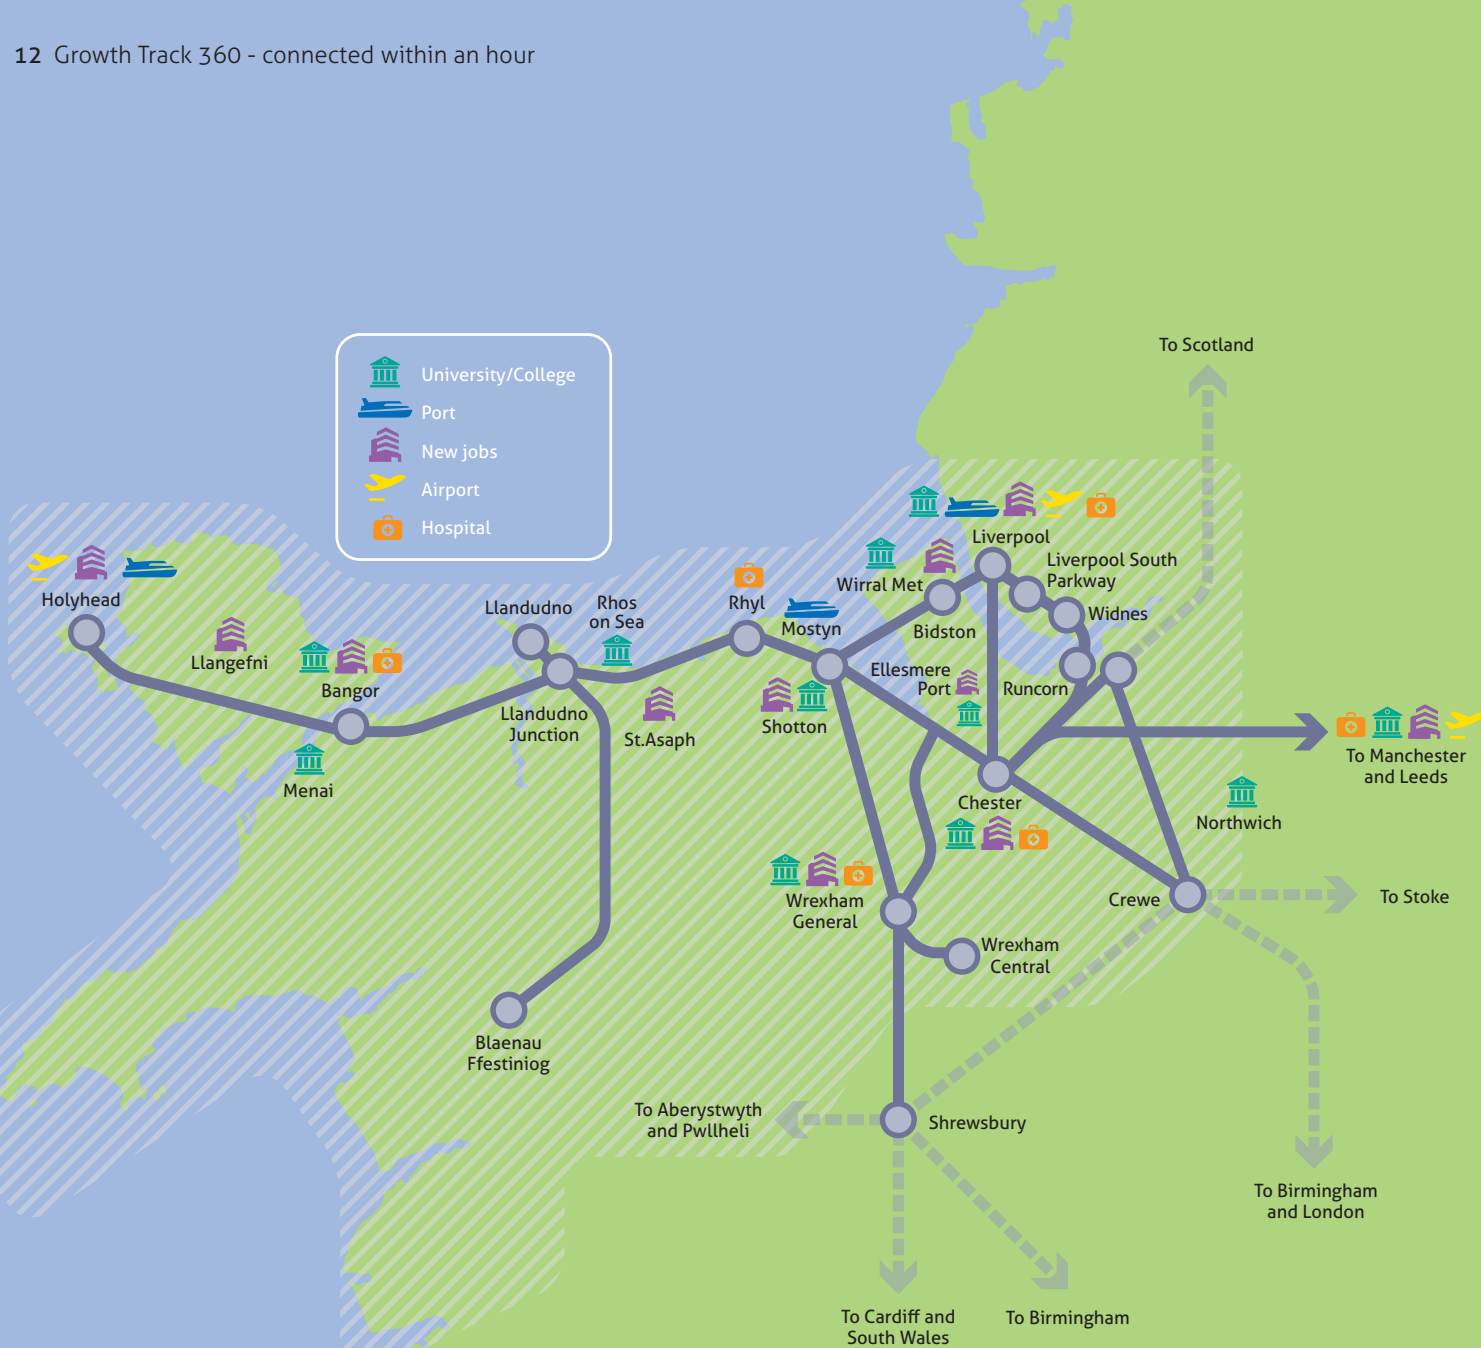 12 Growth Track 360 - connected within an hour
To Scotland
University/College
Port
New jobs
Airport
Hospital
Liverpool
Liverpool South
Parkway
Wirral Met
Widnes
Bidston
Holyhead
Llandudno
Rhos
on Sea
Rhyl
Mostyn
Llangefni
Bangor
Ellesmere
Port
Runcorn
Llandudno
Junction
St.Asaph
Shotton
Menai
To Manchester
and Leeds
Chester
Northwich
Wrexham
General
Crewe
To Stoke
Wrexham
Central
Blaenau
Ffestiniog
To Aberystwyth
and Pwllheli
Shrewsbury
To Birmingham
and London
To Cardiff and
South Wales
To Birmingham